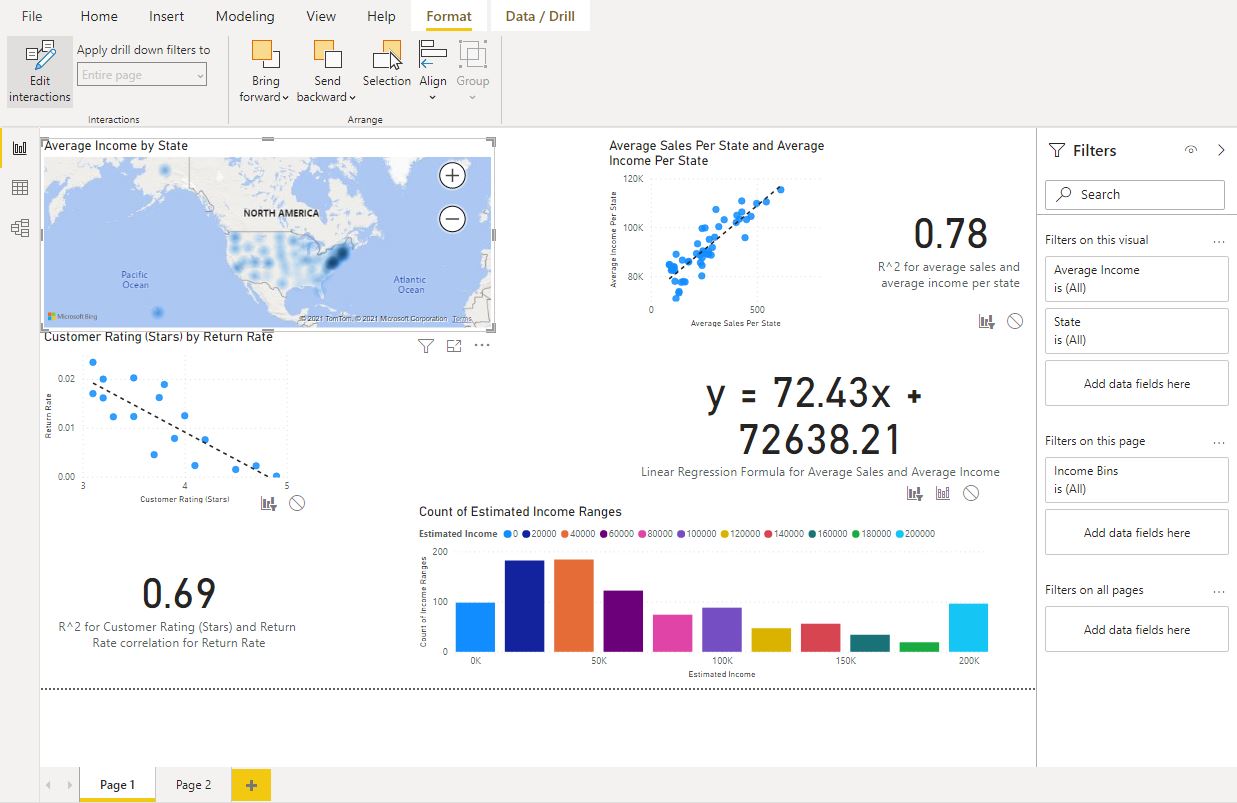 File Home Insert Modeling View Help Format Data / Drill
Edit interactions
Apply drill down filters to
Entire page
Interactions
Bring forward
Send backward
Selection
Align
Group
Arrange
Average Income by State
NORTH AMERICA
Pacific
Ocean
Atlantic
Ocean
Microsoft Bing
© 2021 TomTom, © 2021 Microsoft Corporation Terms
Average Sales Per State and Average
Income Per State
Average Income Per State
120K
100K
80K
0 500
Average Sales Per State
0.78
R^2 for average sales and
average income per state
Customer Rating (Stars) by Return Rate
Return Rate
0.02
0.01
0.00
3 4 5
Customer Rating (Stars)
y = 72.43x +
72638.21
Linear Regression Formula for Average Sales and Average Income
0.69
R^2 for Customer Rating (Stars) and Return
Rate correlation for Return Rate
Count of Estimated Income Ranges
Estimated Income 0 20000 40000 60000 80000 100000 120000 140000 160000 180000 200000
Count of Income Ranges
200
100
0
0K 50K 100K 150K 200K
Estimated Income
Filters
Search
Filters on this visual
Average Income
is (All)
State
is (All)
Add data fields here
Filters on this page
Income Bins
is (All)
Add data fields here
Filters on all pages
Add data fields here
Page 1 Page 2 +